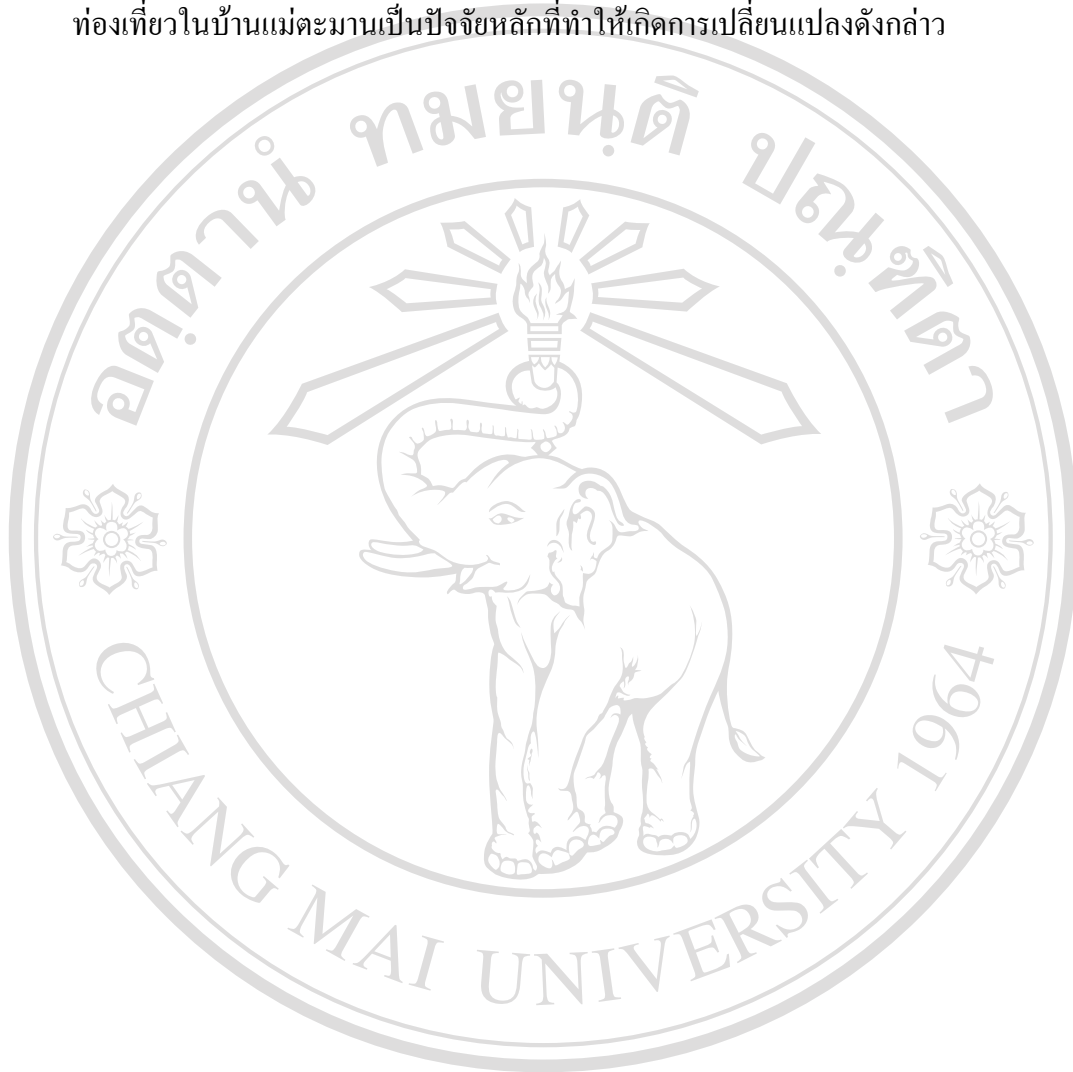 ท่องเที่ยวในบ้านแม่ตะมานเป็นปัจจัยหลักที่ทำให้เกิดการเปลี่ยนแปลงดังกล่าว
อตฺตานํ ทมยนฺติ ปณฺฑิตา
CHIANG MAI UNIVERSITY 1964